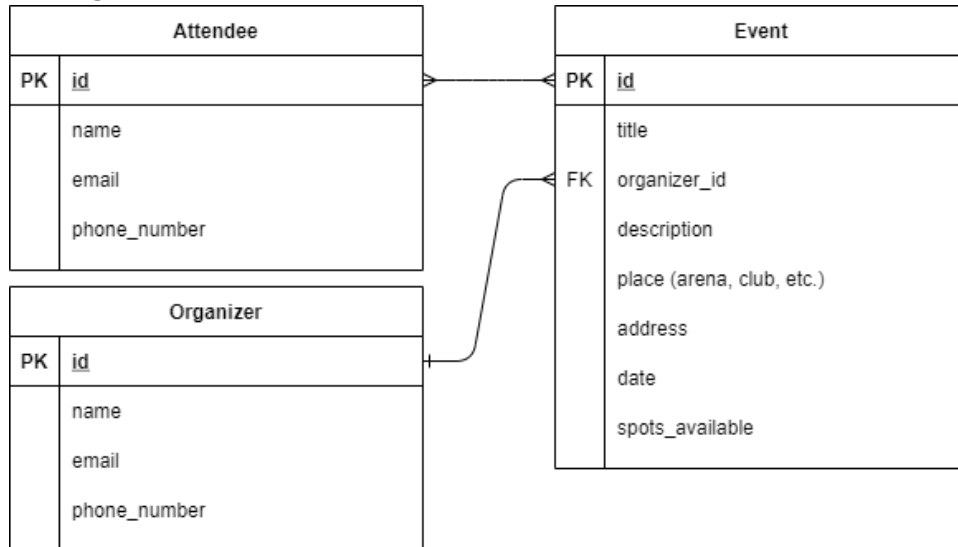 Attendee
PK id
name
email
phone_number
Organizer
PK id
name
email
phone_number
Event
PK id
title
FK organizer_id
description
place (arena, club, etc.)
address
date
spots_available